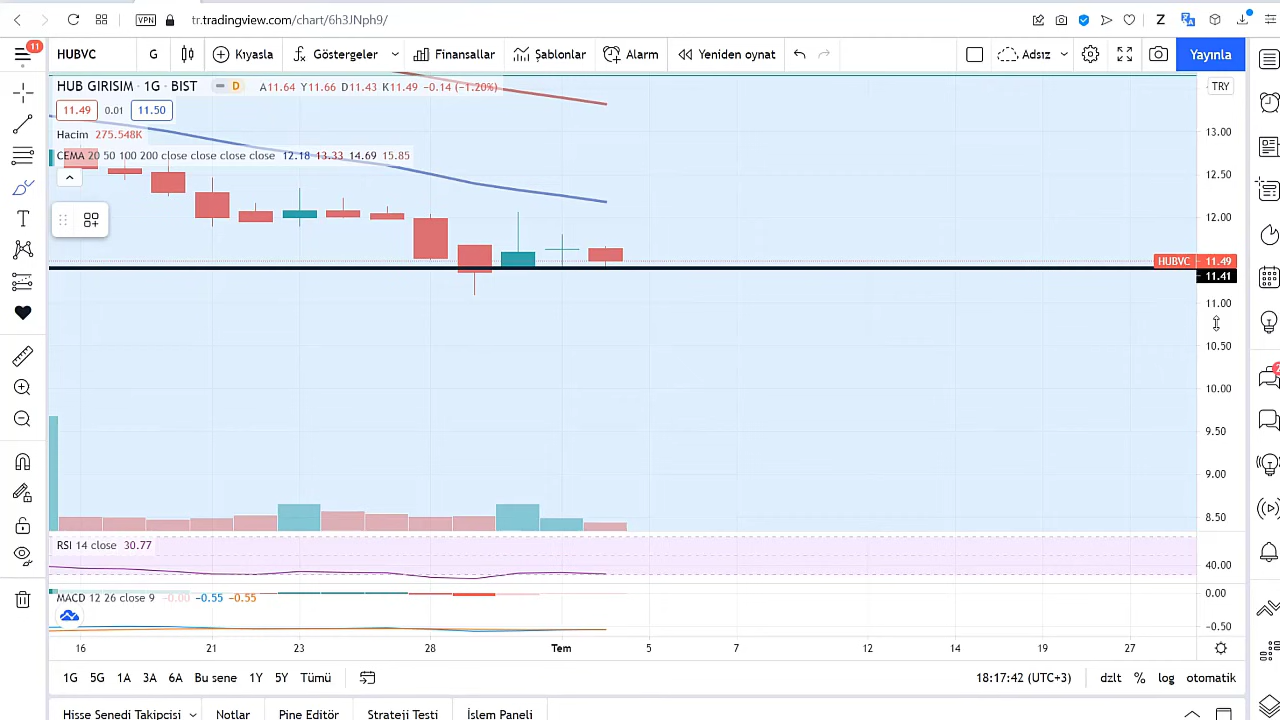 VPN tr.tradingview.com/chart/6h3JNph9/ Z
11 HUBVC G Kıyasla Göstergeler Finansallar Şablonlar Alarm Yeniden oynat Adsız Yayınla
HUB GIRISIM · 1G · BIST D A11.64 Y11.66 D11.43 K11.49 −0.14 (−1.20%) TRY
11.49 0.01 11.50
Hacim 275.548K
CEMA 20 50 100 200 close close close close 12.18 13.33 14.69 15.85
13.00
12.50
12.00
HUBVC 11.49
11.41
11.00
10.50
10.00
9.50
9.00
8.50
RSI 14 close 30.77
40.00
MACD 12 26 close 9 −0.00 −0.55 −0.55
0.00
−0.50
16 21 23 28 Tem 5 7 12 14 19 27
1G 5G 1A 3A 6A Bu sene 1Y 5Y Tümü 18:17:42 (UTC+3) dzlt % log otomatik
Hisse Senedi Takipçisi Notlar Pine Editör Strateji Testi İşlem Paneli